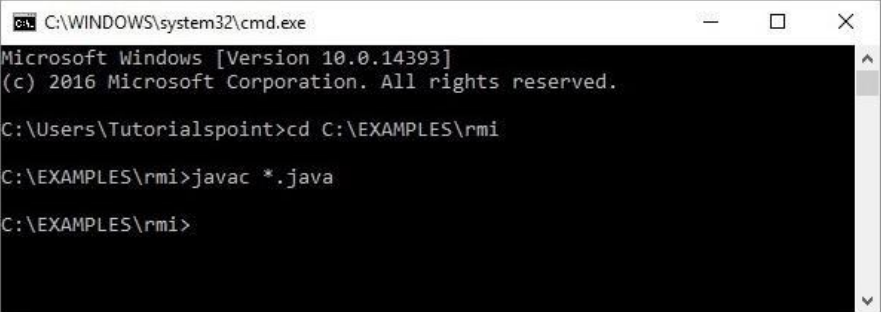 C:\WINDOWS\system32\cmd.exe
Microsoft Windows [Version 10.0.14393]
(c) 2016 Microsoft Corporation. All rights reserved.
C:\Users\Tutorialspoint>cd C:\EXAMPLES\rmi
C:\EXAMPLES\rmi>javac *.java
C:\EXAMPLES\rmi>